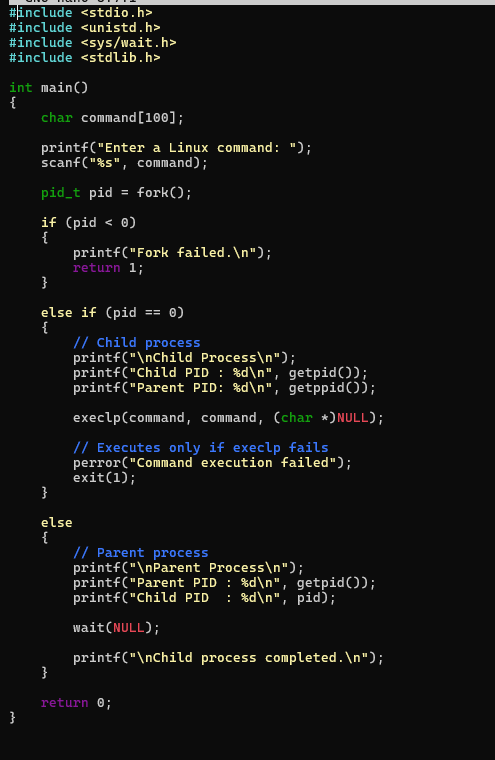 #include <stdio.h>
#include <unistd.h>
#include <sys/wait.h>
#include <stdlib.h>

int main()
{
    char command[100];

    printf("Enter a Linux command: ");
    scanf("%s", command);

    pid_t pid = fork();

    if (pid < 0)
    {
        printf("Fork failed.\n");
        return 1;
    }

    else if (pid == 0)
    {
        // Child process
        printf("\nChild Process\n");
        printf("Child PID : %d\n", getpid());
        printf("Parent PID: %d\n", getppid());

        execlp(command, command, (char *)NULL);

        // Executes only if execlp fails
        perror("Command execution failed");
        exit(1);
    }

    else
    {
        // Parent process
        printf("\nParent Process\n");
        printf("Parent PID : %d\n", getpid());
        printf("Child PID  : %d\n", pid);

        wait(NULL);

        printf("\nChild process completed.\n");
    }

    return 0;
}